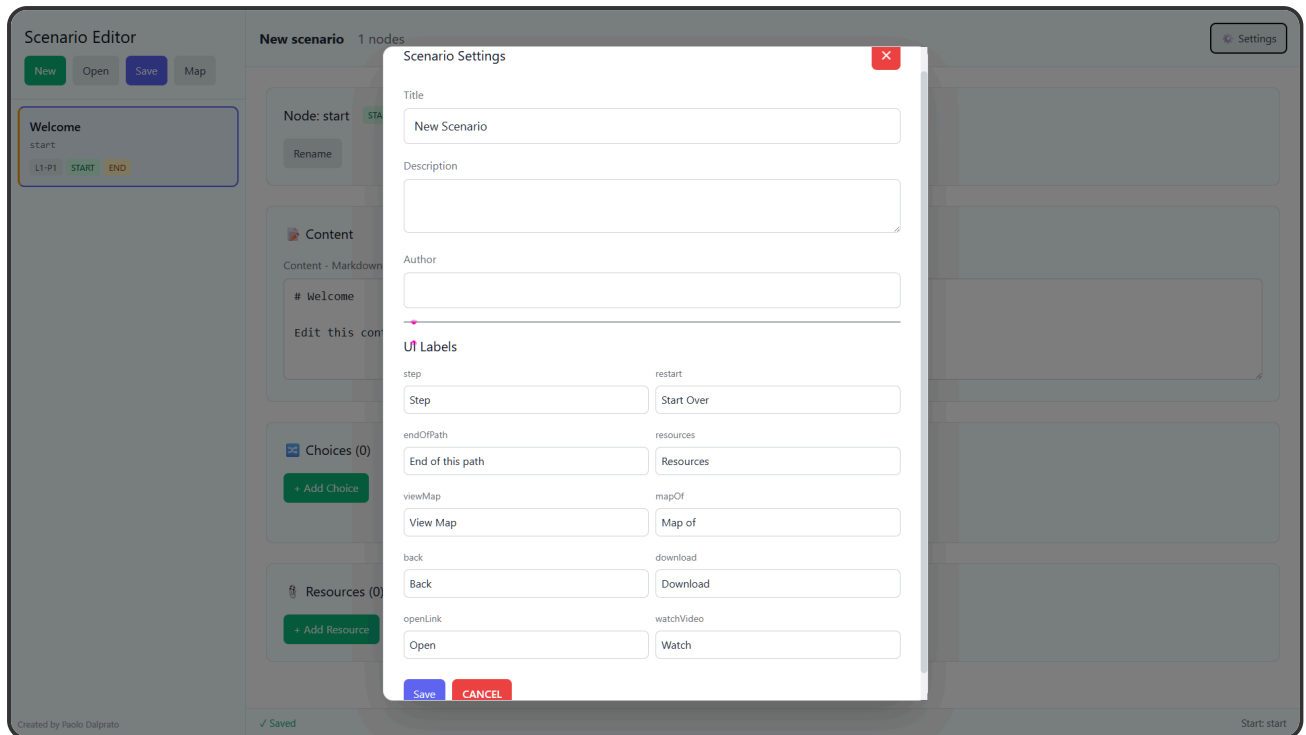 Scenario Editor
New Open Save Map
Welcome
start
L1-P1 START END
Created by Paolo Dalprato
New scenario 1 nodes
Settings
Node: start STA
Rename
Content
Content - Markdown
# Welcome
Edit this con
Choices (0)
+ Add Choice
Resources (0)
+ Add Resource
✓ Saved
Start: start
Scenario Settings
Title
New Scenario
Description
Author
UI Labels
step restart
Step Start Over
endOfPath resources
End of this path Resources
viewMap mapOf
View Map Map of
back download
Back Download
openLink watchVideo
Open Watch
Save CANCEL